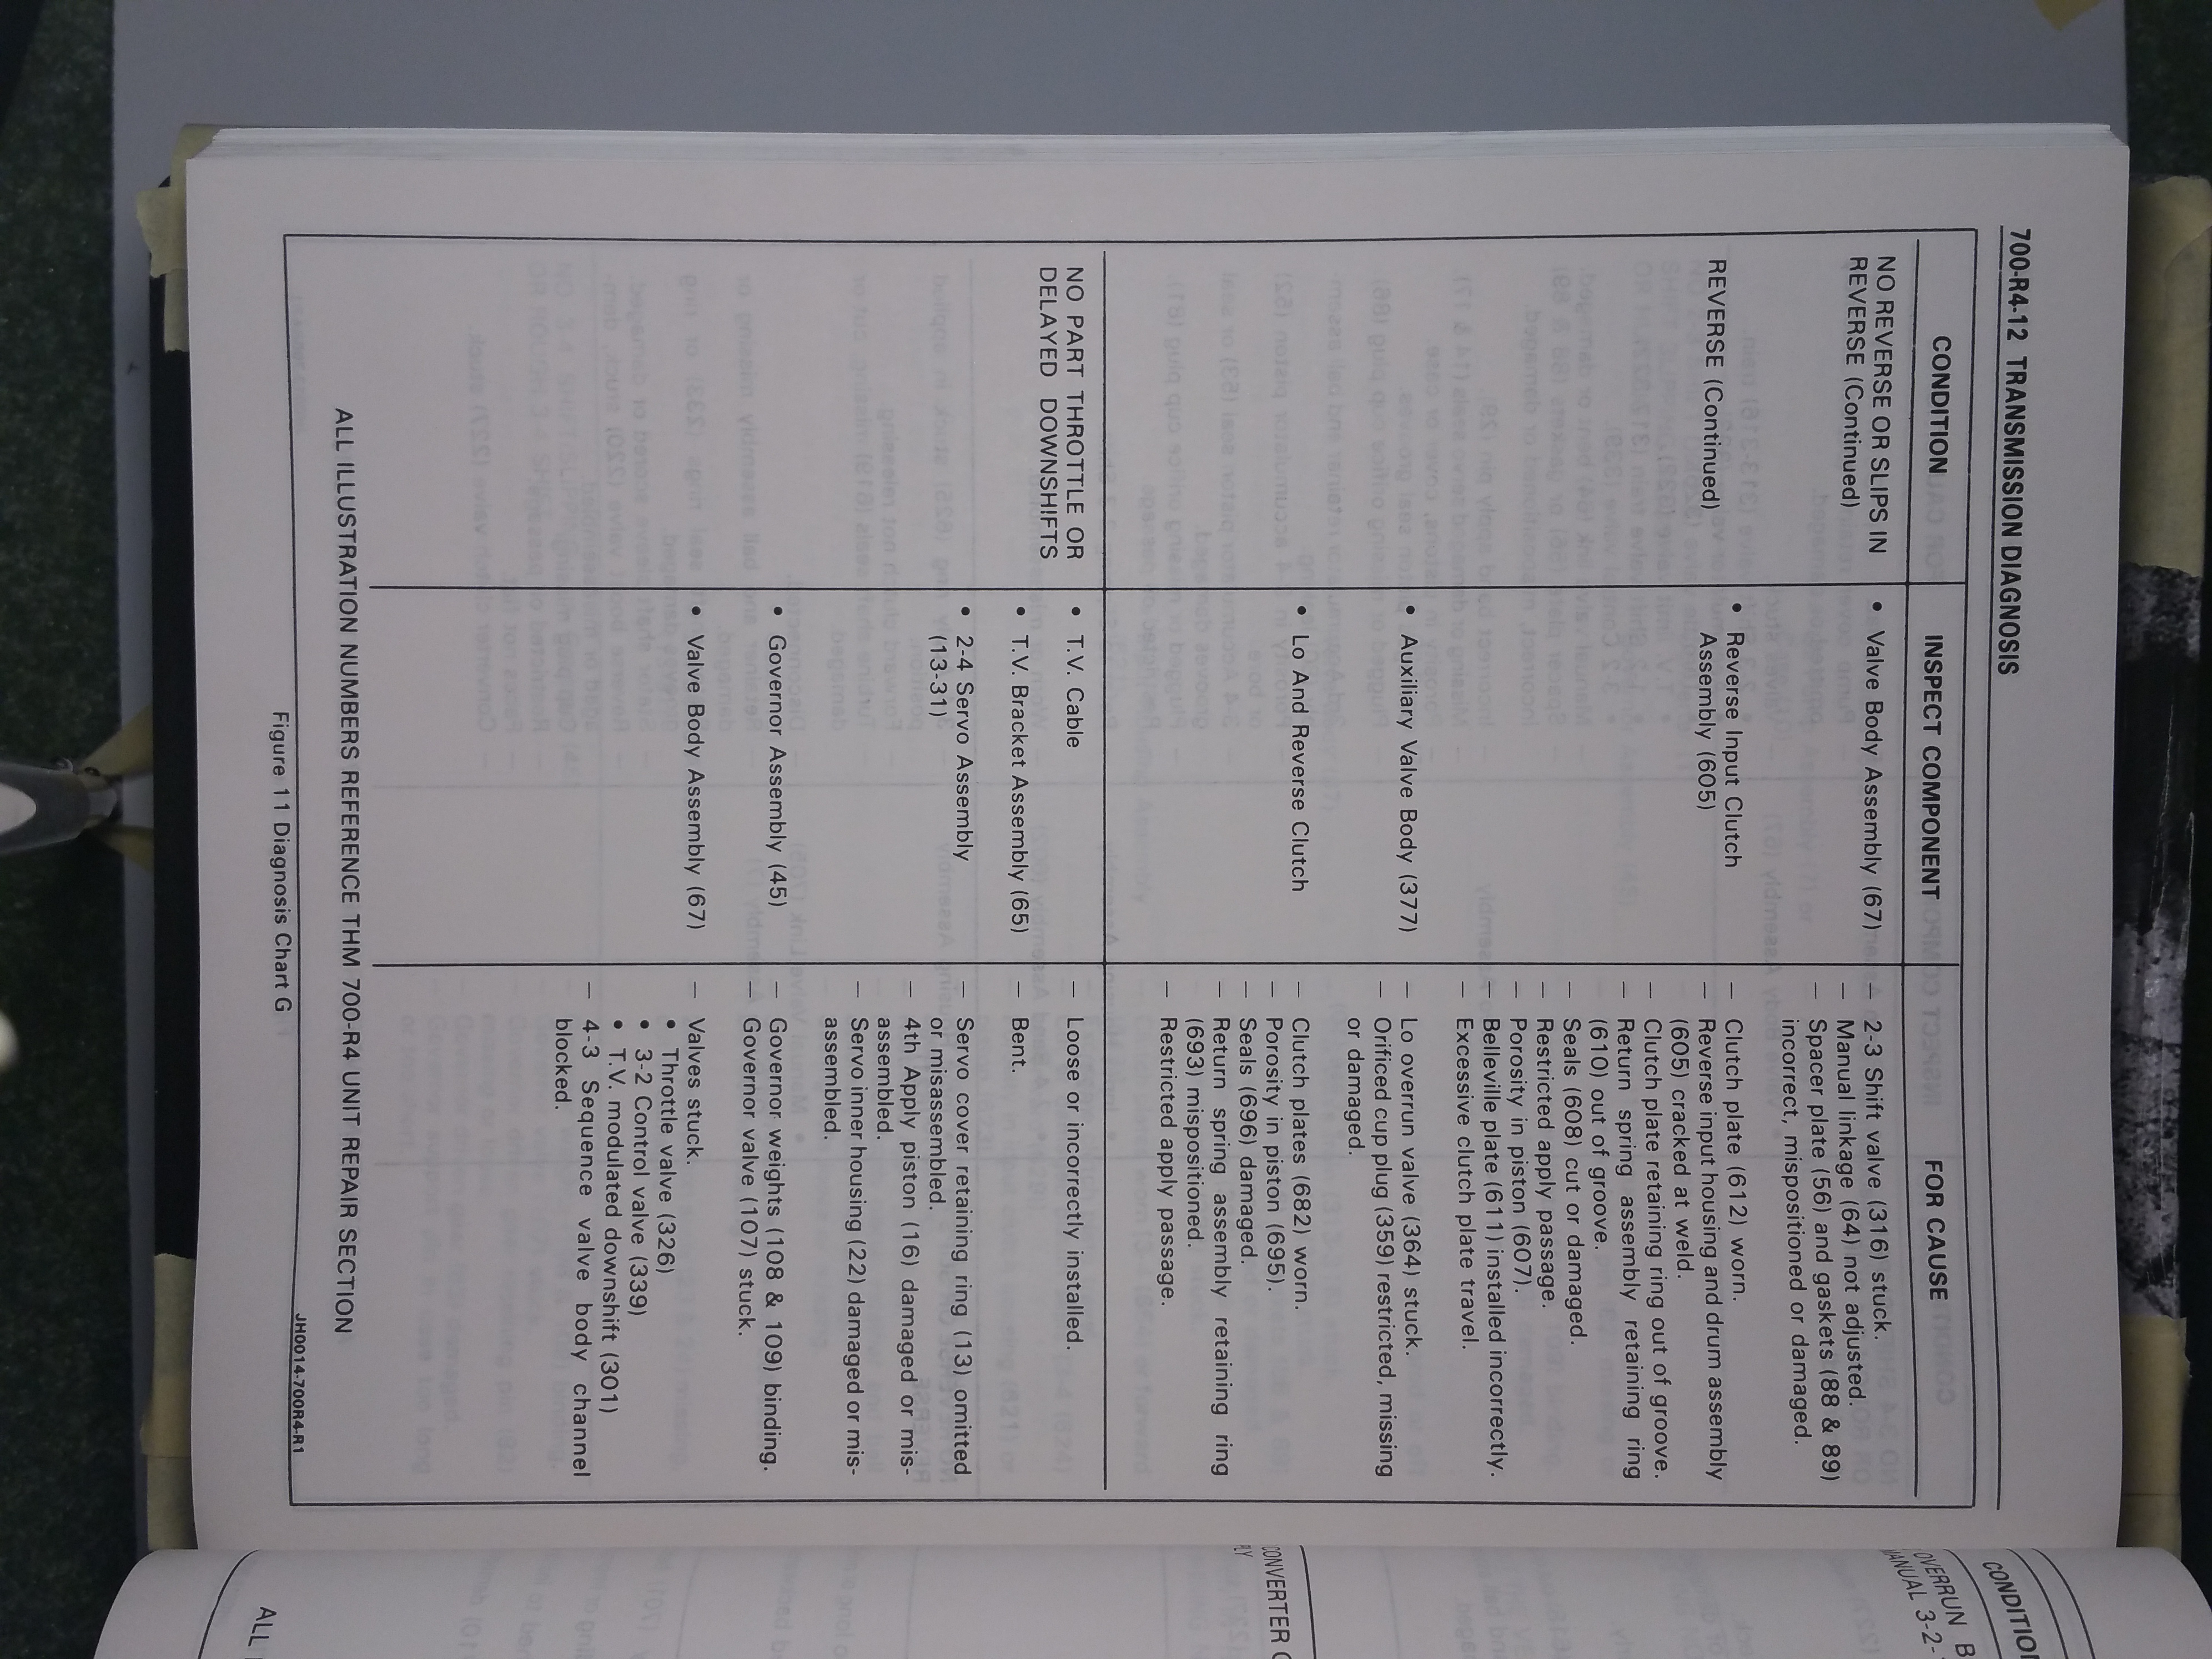 700-R4-12 TRANSMISSION DIAGNOSIS
CONDITION
INSPECT COMPONENT
FOR CAUSE
NO REVERSE OR SLIPS IN
REVERSE (Continued)
REVERSE (Continued)
• Valve Body Assembly (67)
— 2-3 Shift valve (316) stuck.
— Manual linkage (64) not adjusted.
— Spacer plate (56) and gaskets (88 & 89)
incorrect, mispositioned or damaged.
• Reverse Input Clutch
Assembly (605)
— Clutch plate (612) worn.
— Reverse input housing and drum assembly
(605) cracked at weld.
— Clutch plate retaining ring out of groove.
— Return spring assembly retaining ring
(610) out of groove.
— Seals (608) cut or damaged.
— Restricted apply passage.
— Porosity in piston (607).
— Belleville plate (611) installed incorrectly.
— Excessive clutch plate travel.
• Auxiliary Valve Body (377)
— Lo overrun valve (364) stuck.
— Orificed cup plug (359) restricted, missing
or damaged.
• Lo And Reverse Clutch
— Clutch plates (682) worn.
— Porosity in piston (695).
— Seals (696) damaged.
— Return spring assembly retaining ring
(693) mispositioned.
— Restricted apply passage.
NO PART THROTTLE OR
DELAYED DOWNSHIFTS
• T.V. Cable
— Loose or incorrectly installed.
• T.V. Bracket Assembly (65)
— Bent.
• 2-4 Servo Assembly
(13-31)
— Servo cover retaining ring (13) omitted
or misassembled.
— 4th Apply piston (16) damaged or mis-
assembled.
— Servo inner housing (22) damaged or mis-
assembled.
• Governor Assembly (45)
— Governor weights (108 & 109) binding.
— Governor valve (107) stuck.
• Valve Body Assembly (67)
— Valves stuck.
• Throttle valve (326)
• 3-2 Control valve (339)
• T.V. modulated downshift (301)
— 4-3 Sequence valve body channel
blocked.
ALL ILLUSTRATION NUMBERS REFERENCE THM 700-R4 UNIT REPAIR SECTION
JH0014-700R4-R1
Figure 11 Diagnosis Chart G
CONDITION
OVERRUN B
MANUAL 3-2-
CONVERTER C
ALL